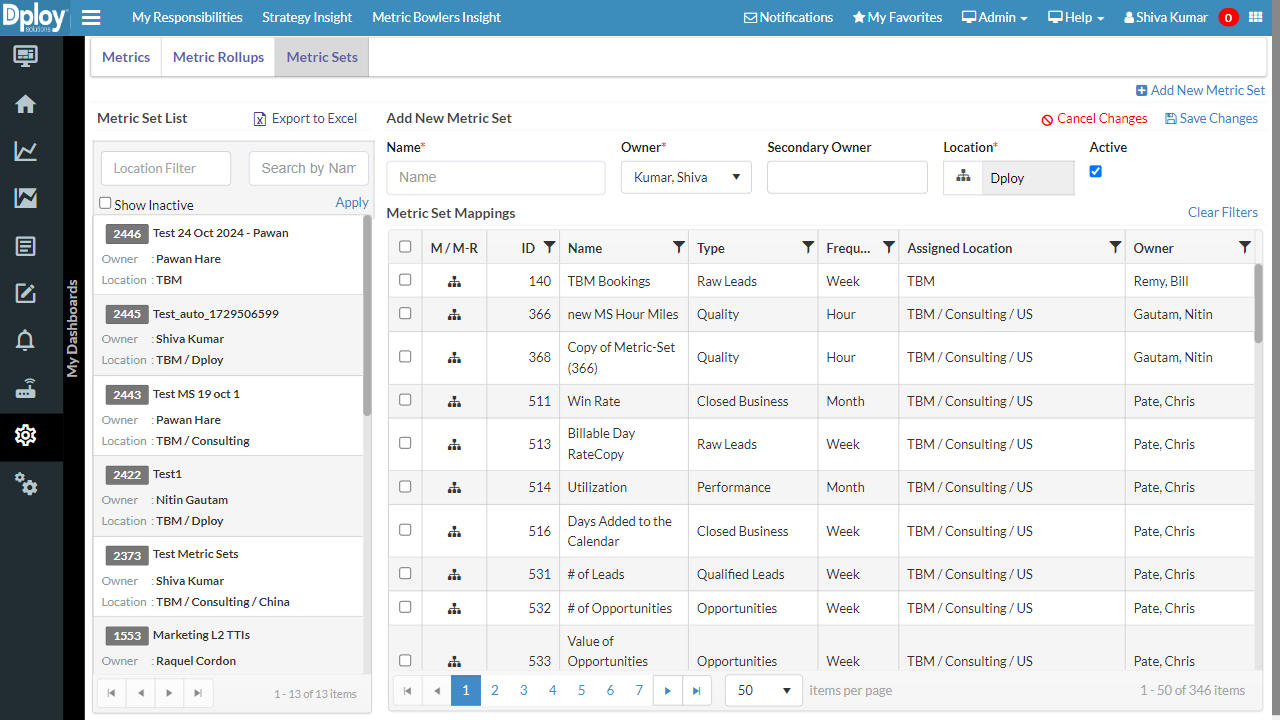 Dploy
solutions
My Responsibilities Strategy Insight Metric Bowlers Insight Notifications My Favorites Admin Help Shiva Kumar 0
Metrics Metric Rollups Metric Sets
Add New Metric Set
Metric Set List Export to Excel
Location Filter Search by Nam
Show Inactive Apply
2446 Test 24 Oct 2024 - Pawan
Owner : Pawan Hare
Location : TBM
2445 Test_auto_1729506599
Owner : Shiva Kumar
Location : TBM / Dploy
2443 Test MS 19 oct 1
Owner : Pawan Hare
Location : TBM / Consulting
2422 Test1
Owner : Nitin Gautam
Location : TBM / Dploy
2373 Test Metric Sets
Owner : Shiva Kumar
Location : TBM / Consulting / China
1553 Marketing L2 TTIs
Owner : Raquel Cordon
1 - 13 of 13 items
My Dashboards
Add New Metric Set Cancel Changes Save Changes
Name* Owner* Secondary Owner Location* Active
Name Kumar, Shiva Dploy
Metric Set Mappings Clear Filters
M / M-R ID Name Type Frequ... Assigned Location Owner
140 TBM Bookings Raw Leads Week TBM Remy, Bill
366 new MS Hour Miles Quality Hour TBM / Consulting / US Gautam, Nitin
368 Copy of Metric-Set (366) Quality Hour TBM / Consulting / US Gautam, Nitin
511 Win Rate Closed Business Month TBM / Consulting / US Pate, Chris
513 Billable Day RateCopy Raw Leads Week TBM / Consulting / US Pate, Chris
514 Utilization Performance Month TBM / Consulting / US Pate, Chris
516 Days Added to the Calendar Closed Business Week TBM / Consulting / US Pate, Chris
531 # of Leads Qualified Leads Week TBM / Consulting / US Pate, Chris
532 # of Opportunities Opportunities Week TBM / Consulting / US Pate, Chris
533 Value of Opportunities Opportunities Week TBM / Consulting / US Pate, Chris
1 2 3 4 5 6 7 50 items per page 1 - 50 of 346 items